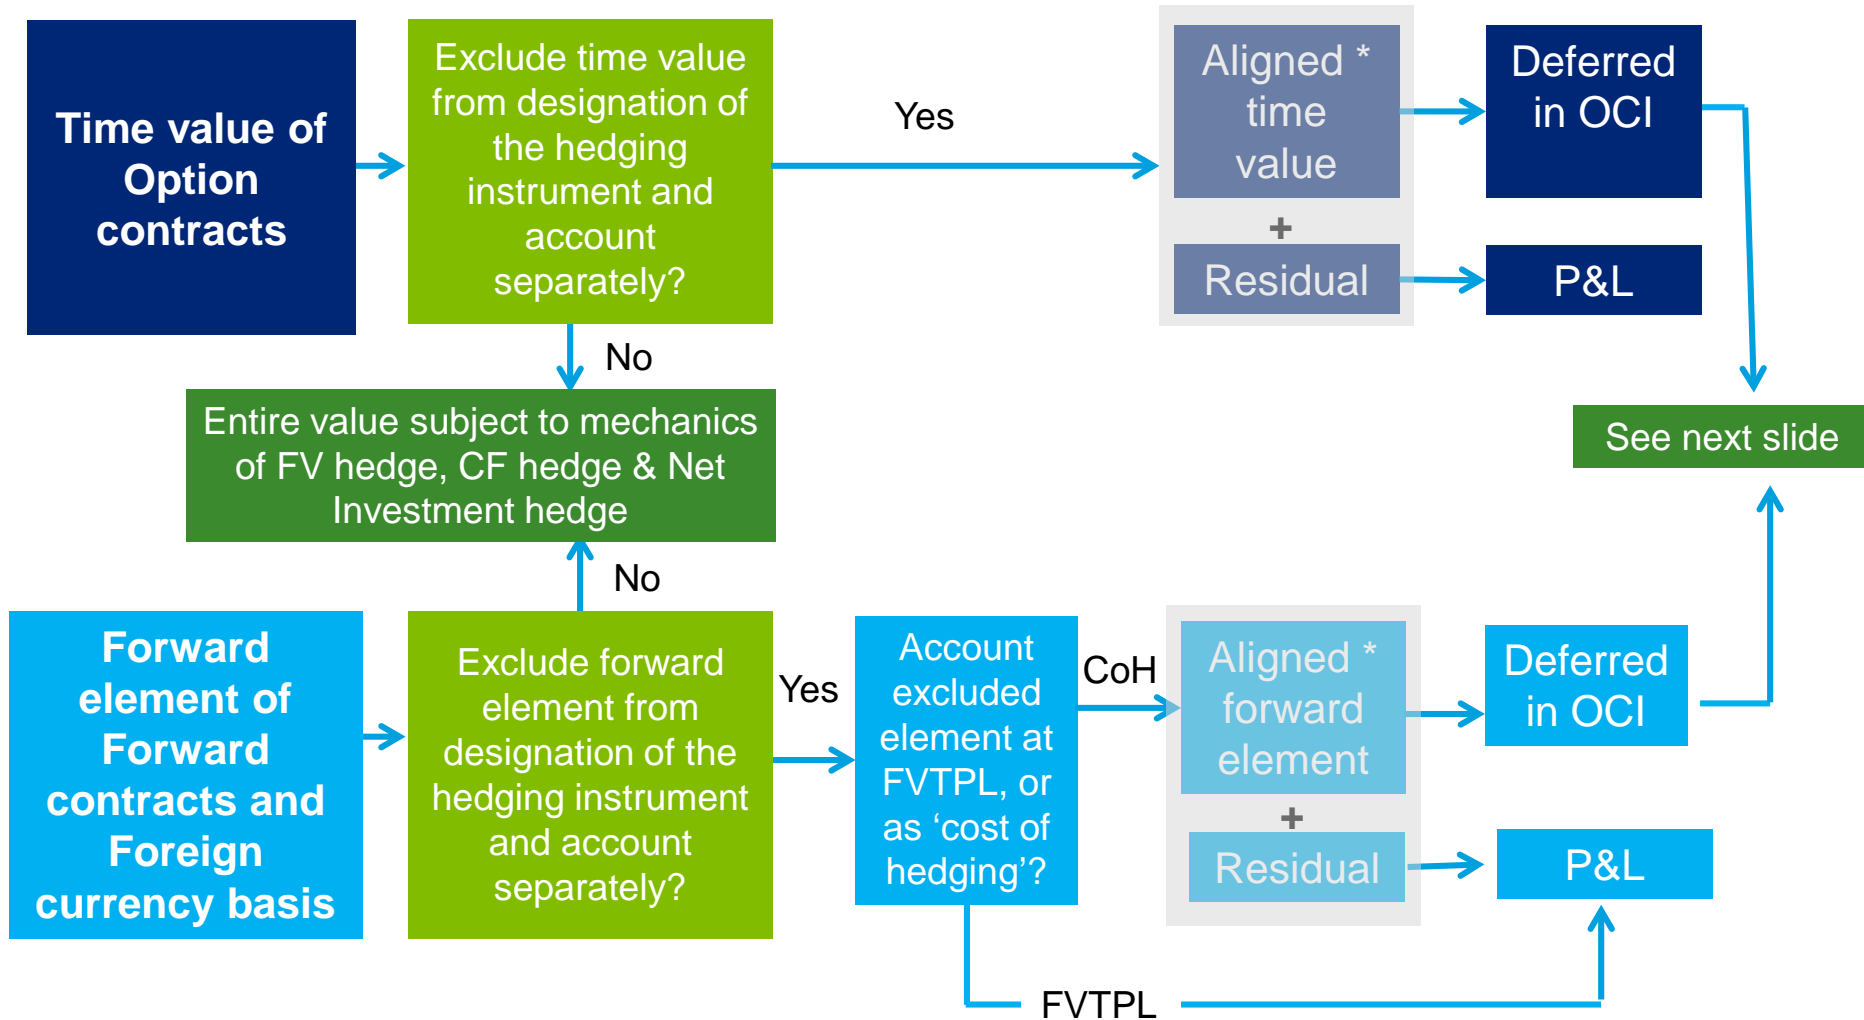 Time value of
Option
contracts
Exclude time value
from designation of
the hedging
instrument and
account
separately?
Yes
Aligned *
time
value
+
Residual
Deferred
in OCI
P&L
No
Entire value subject to mechanics
of FV hedge, CF hedge & Net
Investment hedge
See next slide
No
Forward
element of
Forward
contracts and
Foreign
currency basis
Exclude forward
element from
designation of the
hedging instrument
and account
separately?
Yes
Account
excluded
element at
FVTPL, or
as ‘cost of
hedging’?
CoH
Aligned *
forward
element
+
Residual
Deferred
in OCI
P&L
FVTPL